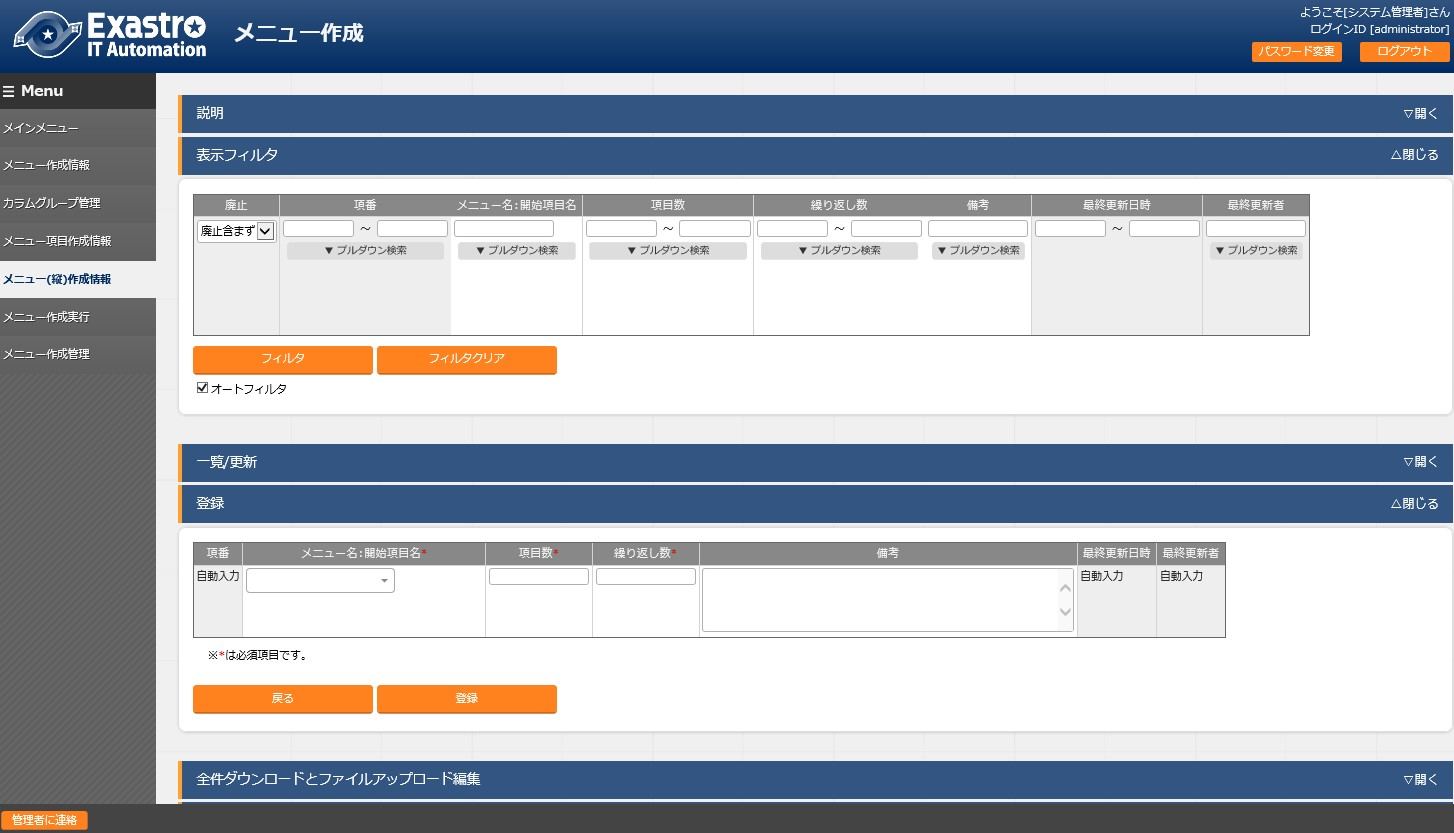 Exastro
IT Automation
メニュー作成
ようこそ[システム管理者]さん
ログインID [administrator]
パスワード変更 ログアウト
☰ Menu
メインメニュー
メニュー作成情報
カラムグループ管理
メニュー項目作成情報
メニュー(縦)作成情報
メニュー作成実行
メニュー作成管理
説明 ▽開く
表示フィルタ △閉じる
廃止 項番 メニュー名:開始項目名 項目数 繰り返し数 備考 最終更新日時 最終更新者
廃止含まず ～ ～ ～ ～
▼ プルダウン検索 ▼ プルダウン検索 ▼ プルダウン検索 ▼ プルダウン検索 ▼ プルダウン検索 ▼ プルダウン検索
フィルタ フィルタクリア
オートフィルタ
一覧/更新 ▽開く
登録 △閉じる
項番 メニュー名:開始項目名* 項目数* 繰り返し数* 備考 最終更新日時 最終更新者
自動入力 自動入力 自動入力
※*は必須項目です。
戻る 登録
全件ダウンロードとファイルアップロード編集 ▽開く
管理者に連絡